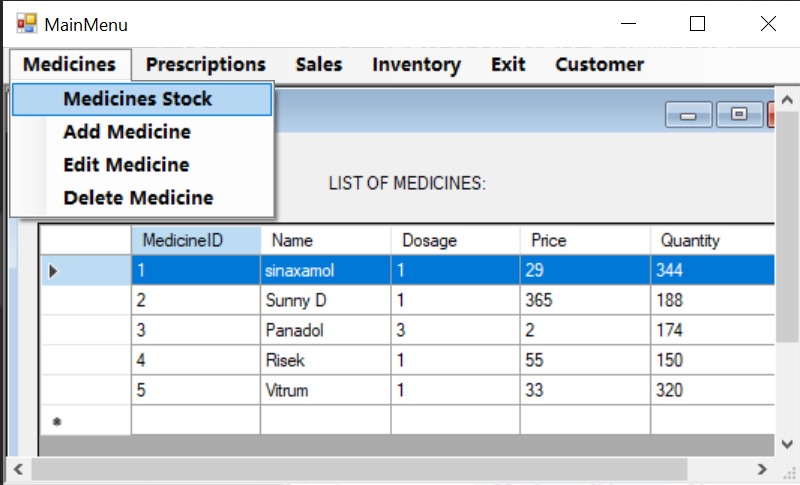 MainMenu
Medicines Prescriptions Sales Inventory Exit Customer
Medicines Stock
Add Medicine
Edit Medicine
Delete Medicine
LIST OF MEDICINES:
MedicineID Name Dosage Price Quantity
1 sinaxamol 1 29 344
2 Sunny D 1 365 188
3 Panadol 3 2 174
4 Risek 1 55 150
5 Vitrum 1 33 320